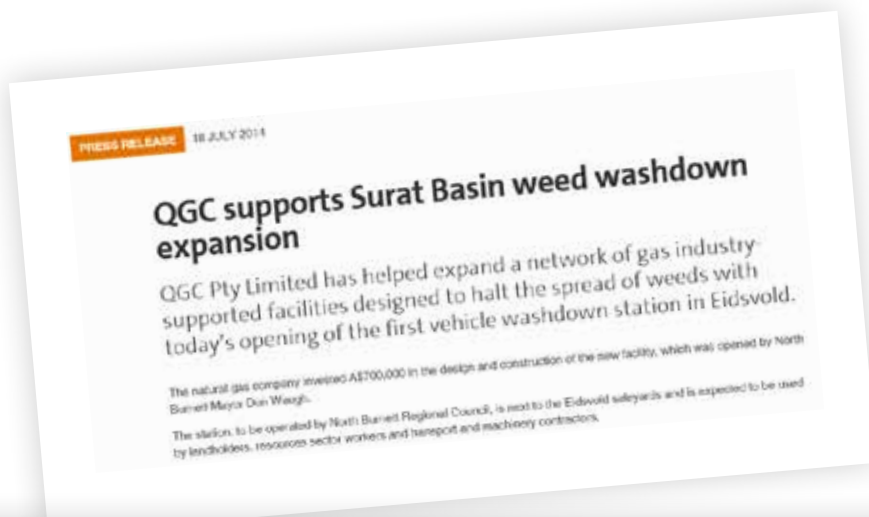 PRESS RELEASE 18 JULY 2014
QGC supports Surat Basin weed washdown
expansion
QGC Pty Limited has helped expand a network of gas industry-
supported facilities designed to halt the spread of weeds with
today's opening of the first vehicle washdown station in Eidsvold.
The natural gas company invested A$700,000 in the design and construction of the new facility, which was opened by North
Burnett Mayor Don Waugh.
The station, to be operated by North Burnett Regional Council, is next to the Eidsvold saleyards and is expected to be used
by landholders, resources sector workers and transport and machinery contractors.